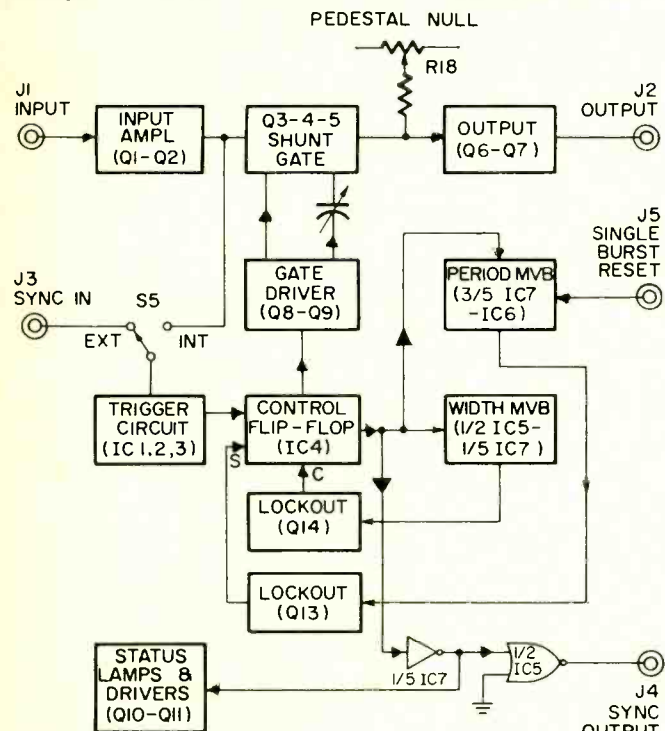 PEDESTAL NULL
R18
J1
INPUT
INPUT
AMPL
(Q1-Q2)
Q3-4-5
SHUNT
GATE
OUTPUT
(Q6-Q7)
J2
OUTPUT
J3
SYNC IN
S5
EXT
INT
GATE
DRIVER
(Q8-Q9)
PERIOD MVB
(3/5 IC7
-IC6)
J5
SINGLE
BURST
RESET
TRIGGER
CIRCUIT
(IC1,2,3)
CONTROL
FLIP-FLOP
(IC4)
S
C
WIDTH MVB
(1/2 IC5-
1/5 IC7)
LOCKOUT
(Q14)
LOCKOUT
(Q13)
STATUS
LAMPS &
DRIVERS
(Q10-Q11)
1/5 IC7
1/2
IC5
J4
SYNC
OUTPUT